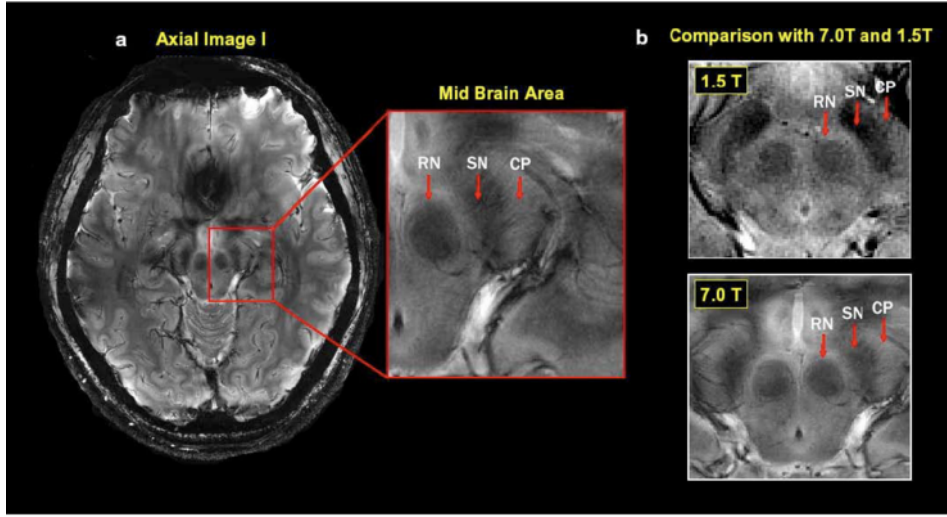 a Axial Image I
Mid Brain Area
RN SN CP
b Comparison with 7.0T and 1.5T
1.5 T
RN SN CP
7.0 T
RN SN CP